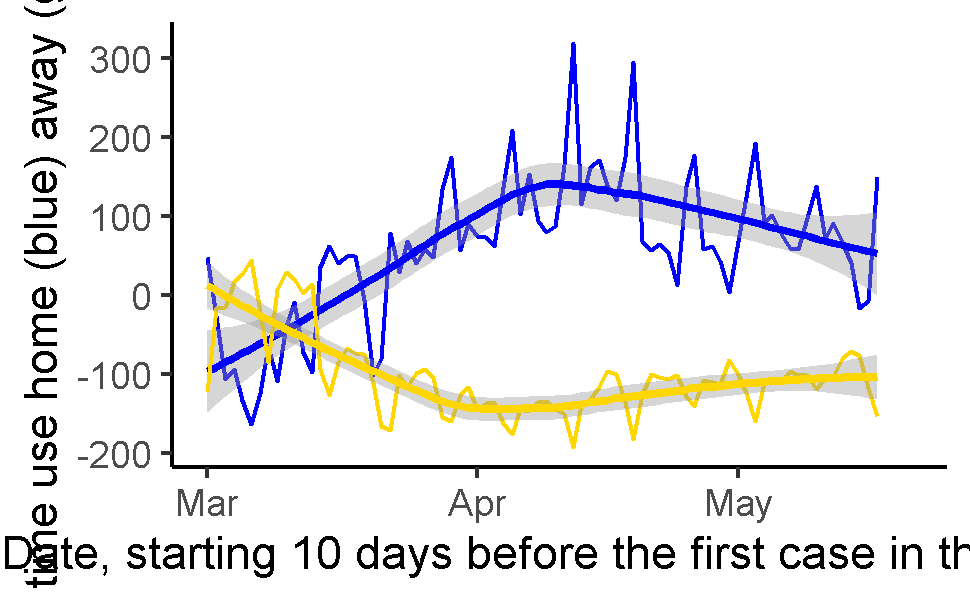 time use home (blue) away (
300
200
100
0
-100
-200
Mar Apr May
Date, starting 10 days before the first case in th